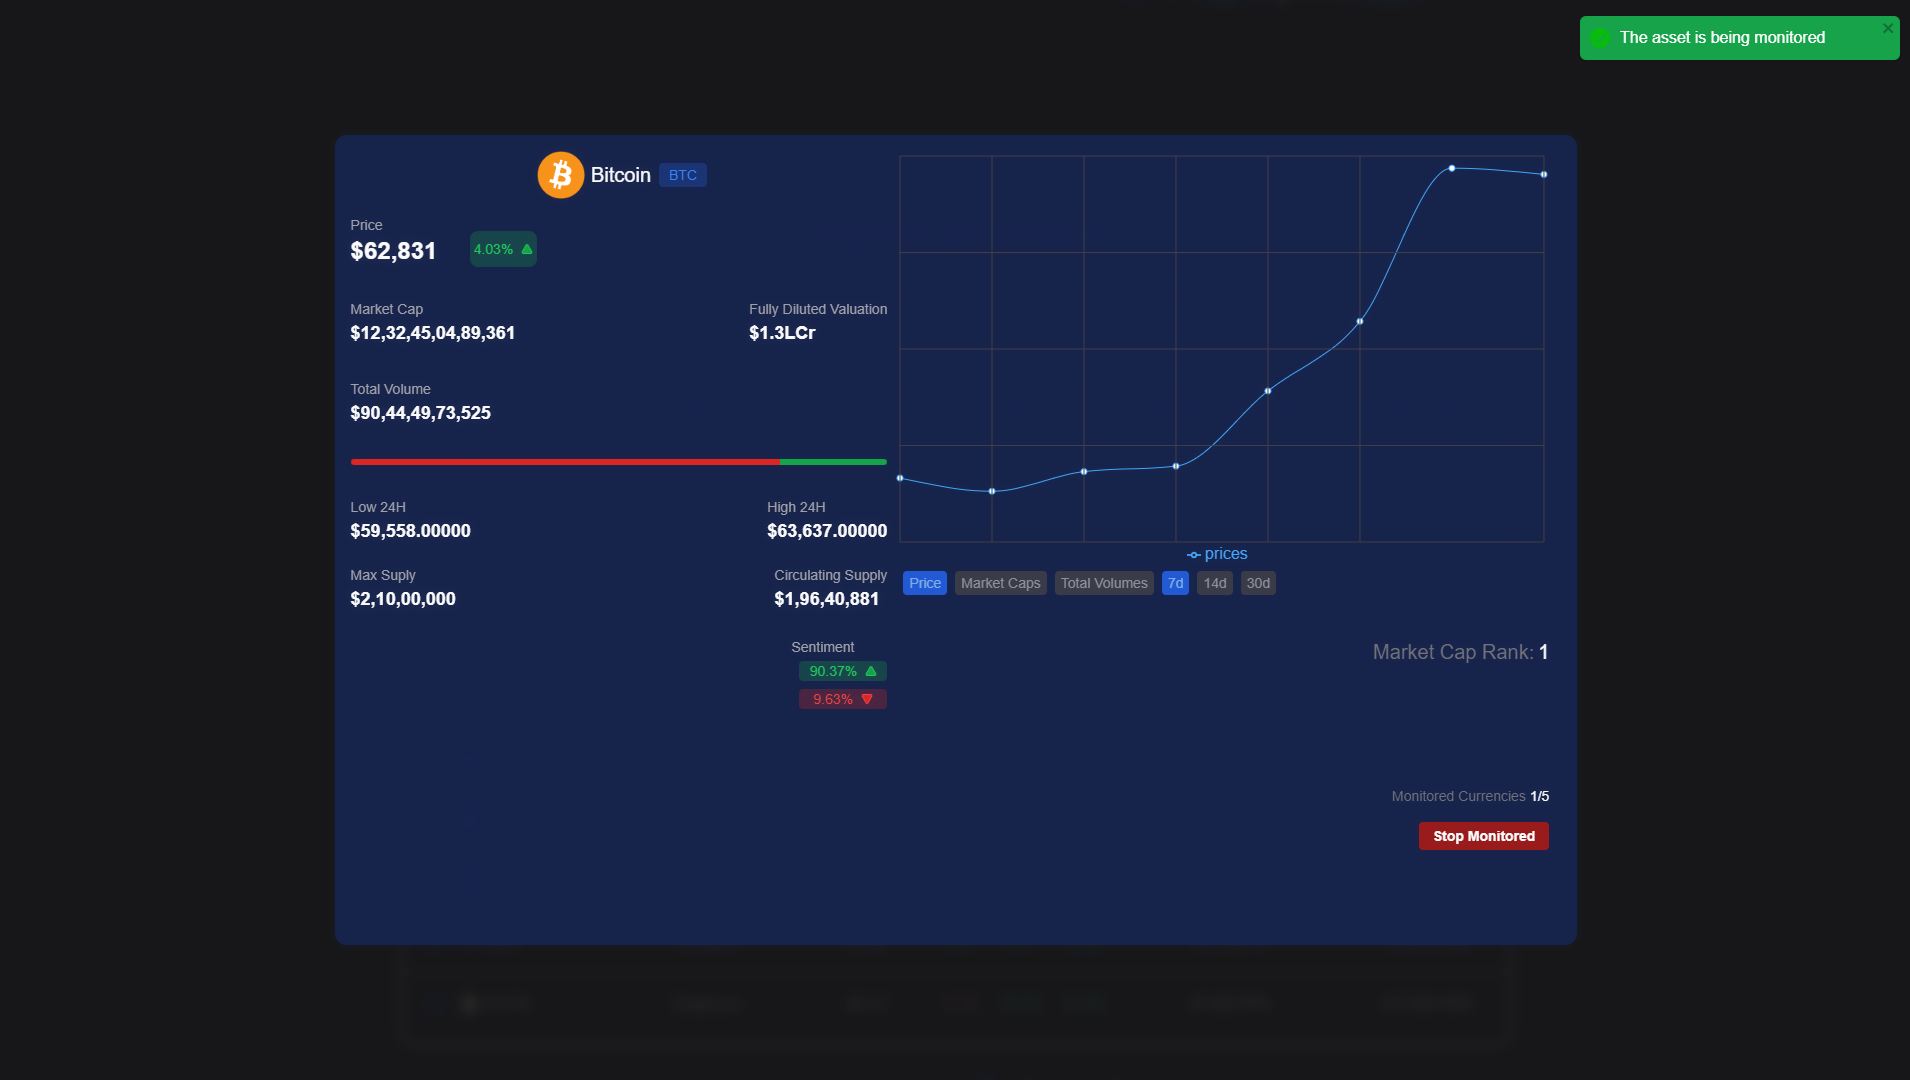 The asset is being monitored
Bitcoin BTC
Price
$62,831 4.03%
Market Cap Fully Diluted Valuation
$12,32,45,04,89,361 $1.3LCr
Total Volume
$90,44,49,73,525
Low 24H High 24H
$59,558.00000 $63,637.00000
Max Suply Circulating Supply
$2,10,00,000 $1,96,40,881
Sentiment
90.37%
9.63%
prices
Price Market Caps Total Volumes 7d 14d 30d
Market Cap Rank: 1
Monitored Currencies 1/5
Stop Monitored